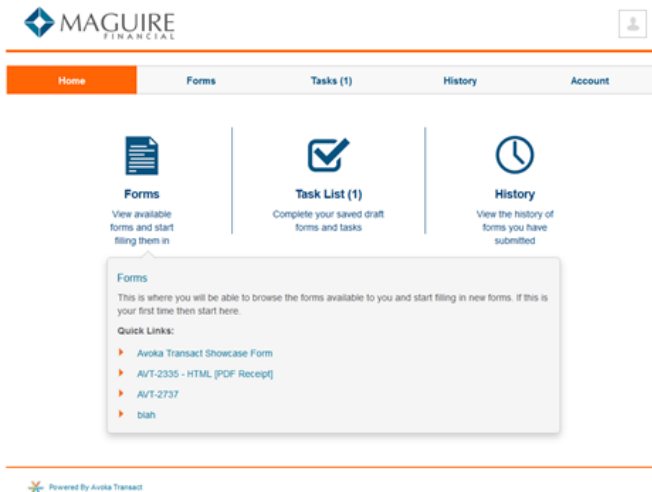 MAGUIRE
FINANCIAL
Home Forms Tasks (1) History Account
Forms
View available
forms and start
filling them in
Task List (1)
Complete your saved draft
forms and tasks
History
View the history of
forms you have
submitted
Forms
This is where you will be able to browse the forms available to you and start filling in new forms. If this is
your first time then start here.
Quick Links:
Avoka Transact Showcase Form
AVT-2335 - HTML [PDF Receipt]
AVT-2737
blah
Powered By Avoka Transact